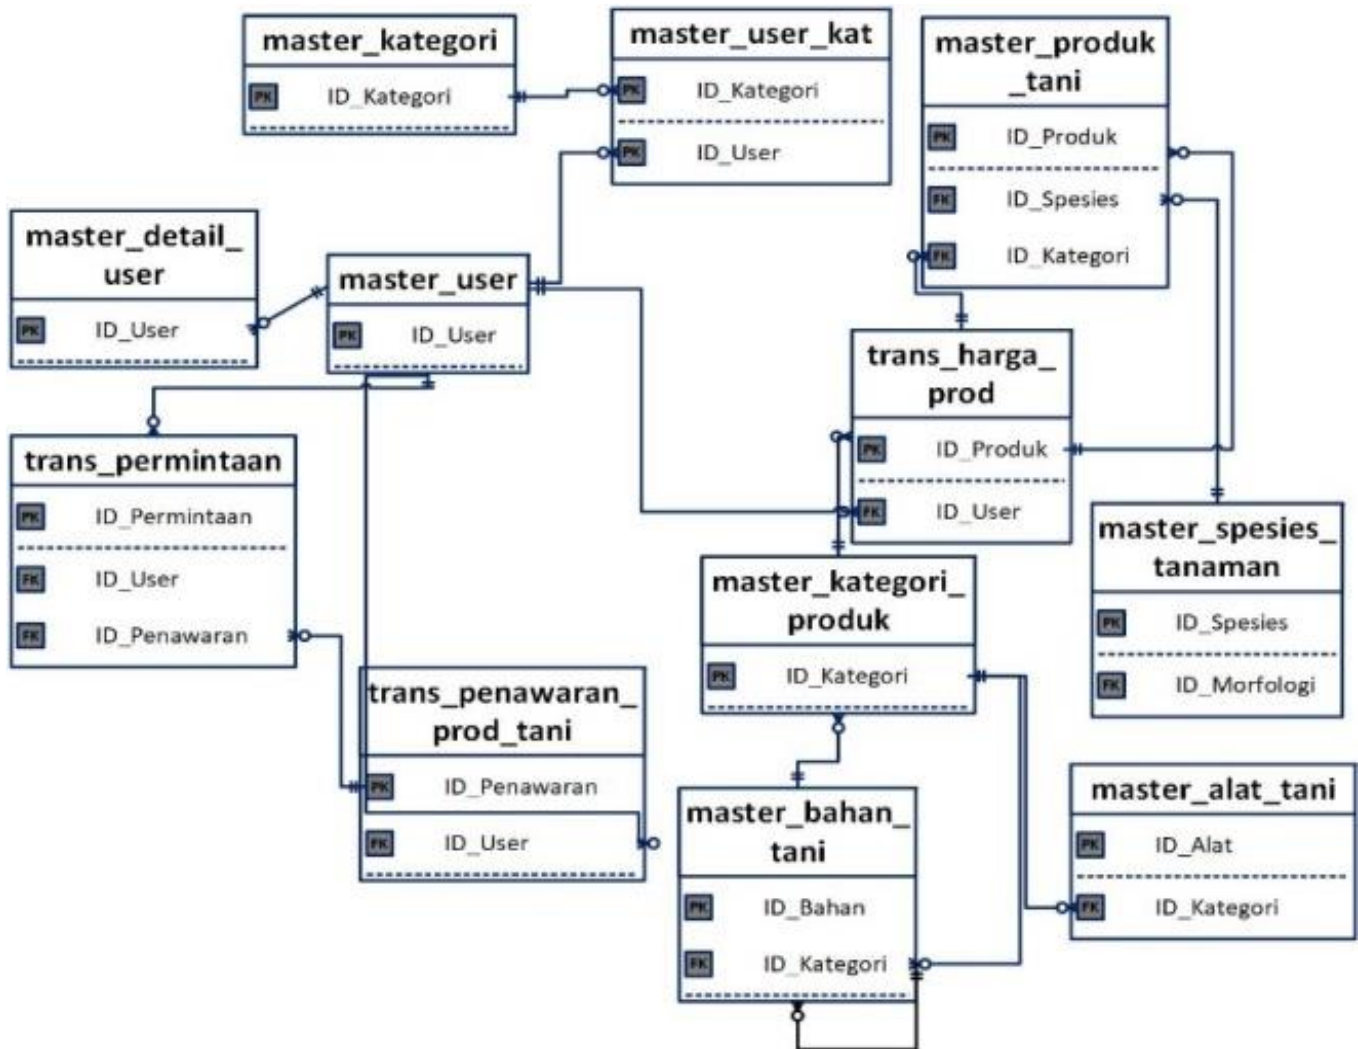 master_kategori
PK ID_Kategori
master_user_kat
PK ID_Kategori
PK ID_User
master_produk
_tani
PK ID_Produk
FK ID_Spesies
FK ID_Kategori
master_detail_
user
PK ID_User
master_user
PK ID_User
trans_harga_
prod
PK ID_Produk
FK ID_User
trans_permintaan
PK ID_Permintaan
FK ID_User
FK ID_Penawaran
master_spesies_
tanaman
PK ID_Spesies
FK ID_Morfologi
master_kategori_
produk
PK ID_Kategori
trans_penawaran_
prod_tani
PK ID_Penawaran
FK ID_User
master_bahan_
tani
PK ID_Bahan
FK ID_Kategori
master_alat_tani
PK ID_Alat
FK ID_Kategori